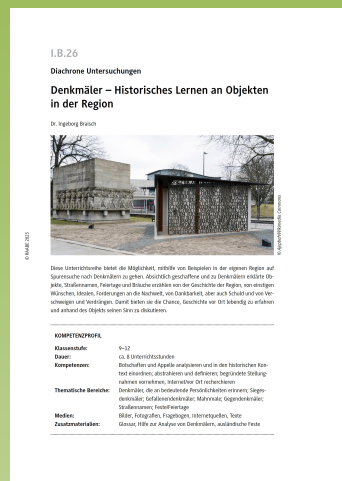 I.B.26
Diachrone Untersuchungen
Denkmäler – Historisches Lernen an Objekten
in der Region
Dr. Ingeborg Braisch
© RAABE 2023
© Appaloosa/Wikimedia Commons
Diese Unterrichtsreihe bietet die Möglichkeit, mithilfe von Beispielen in der eigenen Region auf
Spurensuche nach Denkmälern zu gehen. Absichtlich geschaffene und zu Denkmälern erklärte Ob-
jekte, Straßennamen, Feiertage und Bräuche erzählen von der Geschichte der Region, von einstigen
Wünschen, Idealen, Forderungen an die Nachwelt, von Dankbarkeit, aber auch Schuld und von Ver-
schweigen und Verdrängen. Damit bieten sie die Chance, Geschichte vor Ort lebendig zu erfahren
und anhand des Objekts seinen Sinn zu diskutieren.
KOMPETENZPROFIL
Klassenstufe: 9–12
Dauer: ca. 8 Unterrichtsstunden
Kompetenzen: Botschaften und Appelle analysieren und in den historischen Kon-
text einordnen; abstrahieren und definieren; begründete Stellung-
nahmen vornehmen, Internet/vor Ort recherchieren
Thematische Bereiche: Denkmäler, die an bedeutende Persönlichkeiten erinnern; Sieges-
denkmäler; Gefallenendenkmäler; Mahnmale; Gegendenkmäler;
Straßennamen; Feste/Feiertage
Medien: Bilder, Fotografien, Fragebogen, Internetquellen, Texte
Zusatzmaterialien: Glossar, Hilfe zur Analyse von Denkmälern, ausländische Feste